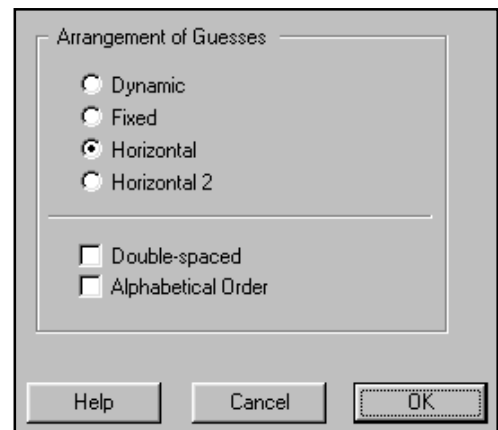 Arrangement of Guesses
Dynamic
Fixed
Horizontal
Horizontal 2
Double-spaced
Alphabetical Order
Help Cancel OK